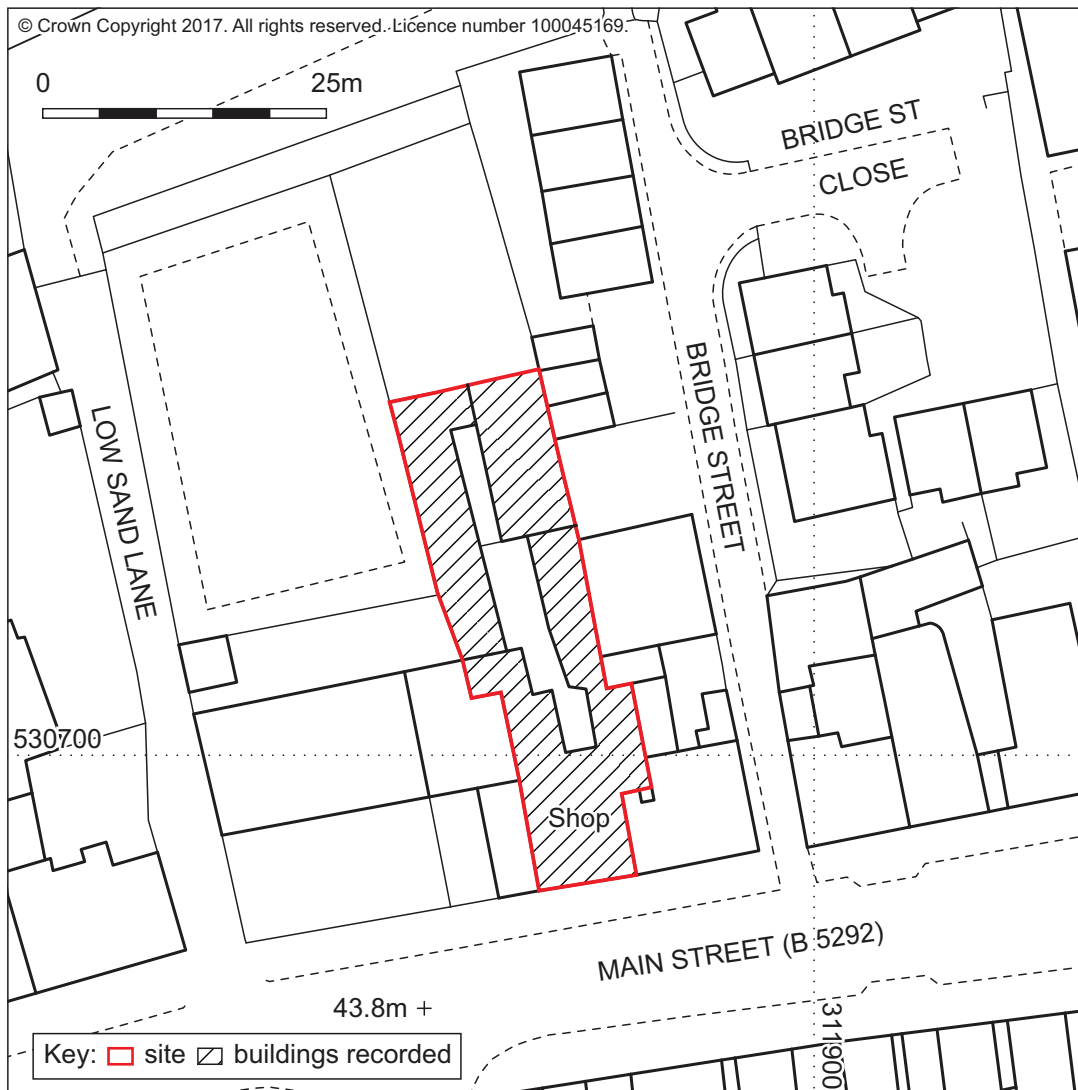 © Crown Copyright 2017. All rights reserved. Licence number 100045169.
0 25m
BRIDGE ST
CLOSE
BRIDGE STREET
LOW SAND LANE
530700
Shop
MAIN STREET (B 5292)
43.8m +
311900
Key: site buildings recorded